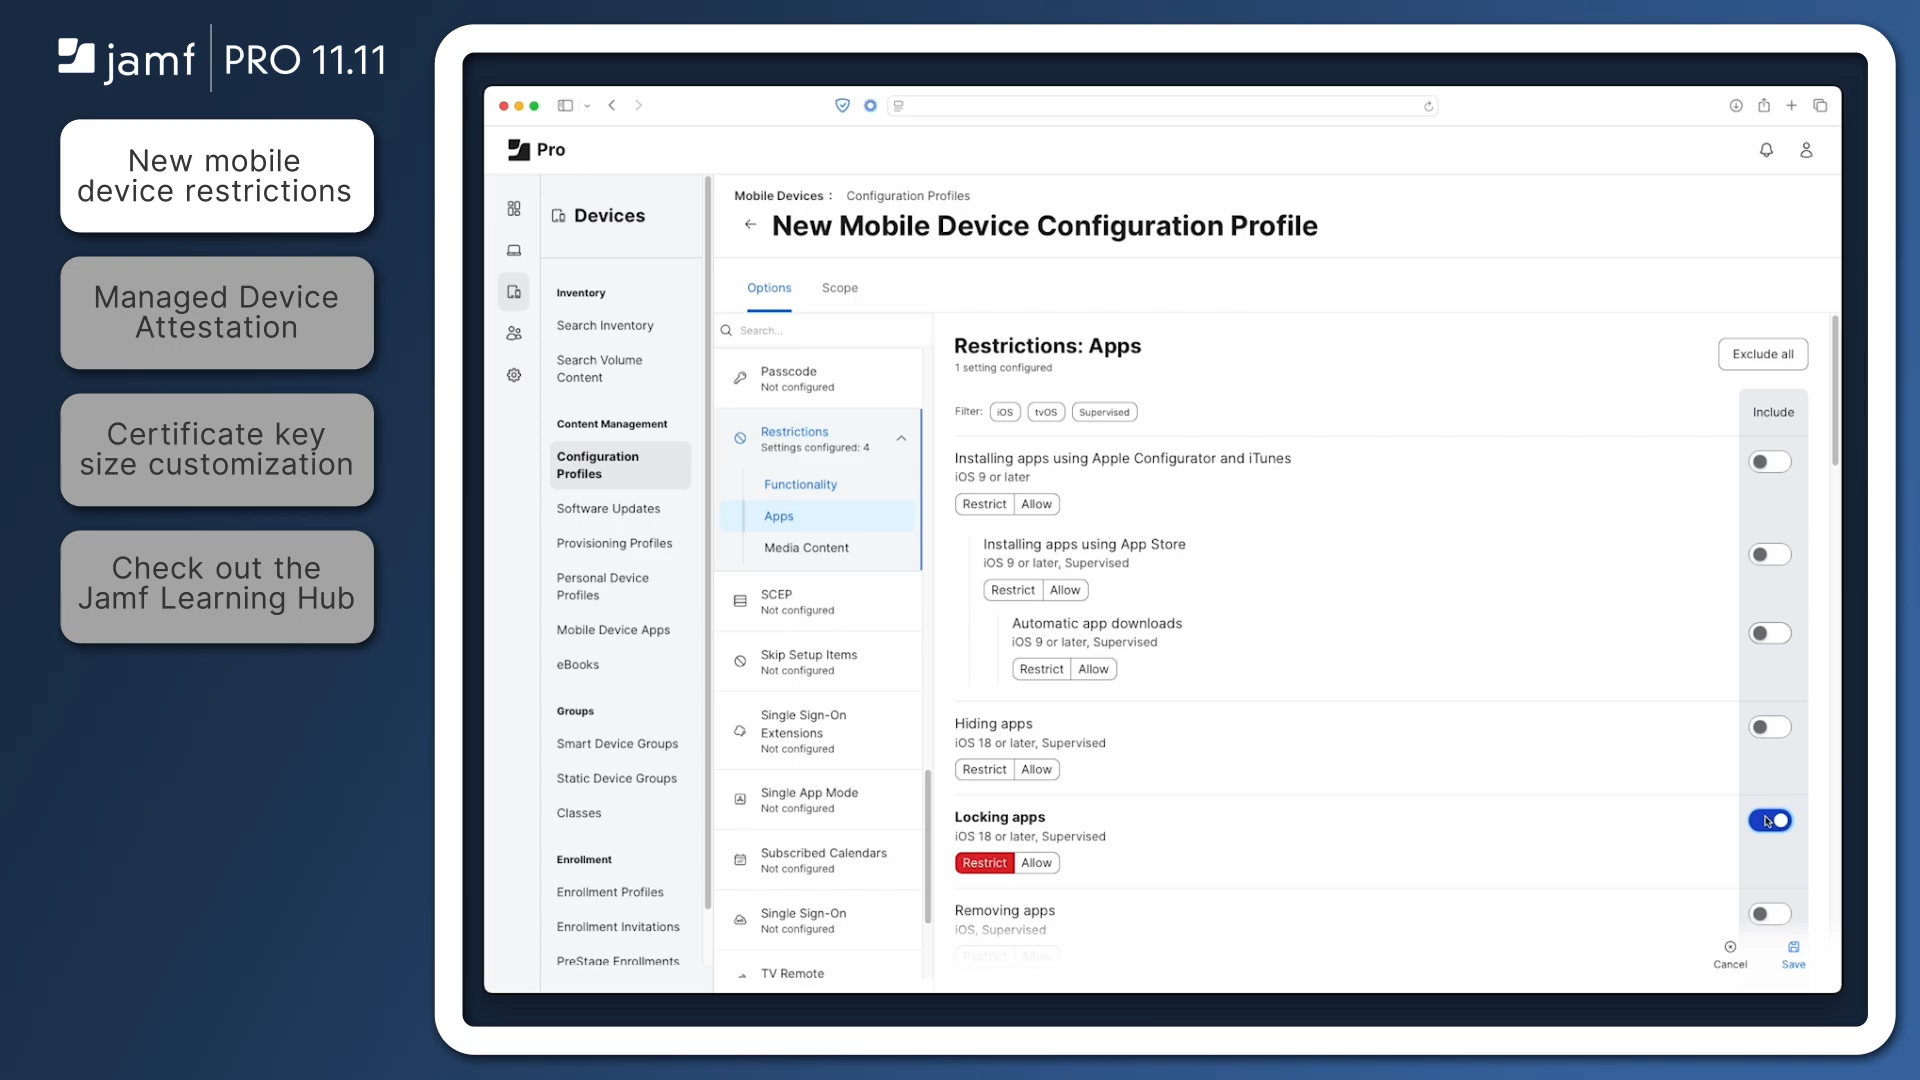 jamf PRO 11.11
New mobile
device restrictions
Managed Device
Attestation
Certificate key
size customization
Check out the
Jamf Learning Hub
Pro
Devices
Inventory
Search Inventory
Search Volume
Content
Content Management
Configuration
Profiles
Software Updates
Provisioning Profiles
Personal Device
Profiles
Mobile Device Apps
eBooks
Groups
Smart Device Groups
Static Device Groups
Classes
Enrollment
Enrollment Profiles
Enrollment Invitations
PreStage Enrollments
Mobile Devices : Configuration Profiles
← New Mobile Device Configuration Profile
Options Scope
Search...
Passcode
Not configured
Restrictions
Settings configured: 4
Functionality
Apps
Media Content
SCEP
Not configured
Skip Setup Items
Not configured
Single Sign-On
Extensions
Not configured
Single App Mode
Not configured
Subscribed Calendars
Not configured
Single Sign-On
Not configured
TV Remote
Restrictions: Apps
1 setting configured
Exclude all
Filter: iOS tvOS Supervised
Include
Installing apps using Apple Configurator and iTunes
iOS 9 or later
Restrict Allow
Installing apps using App Store
iOS 9 or later, Supervised
Restrict Allow
Automatic app downloads
iOS 9 or later, Supervised
Restrict Allow
Hiding apps
iOS 18 or later, Supervised
Restrict Allow
Locking apps
iOS 18 or later, Supervised
Restrict Allow
Removing apps
iOS, Supervised
Restrict Allow
Cancel Save